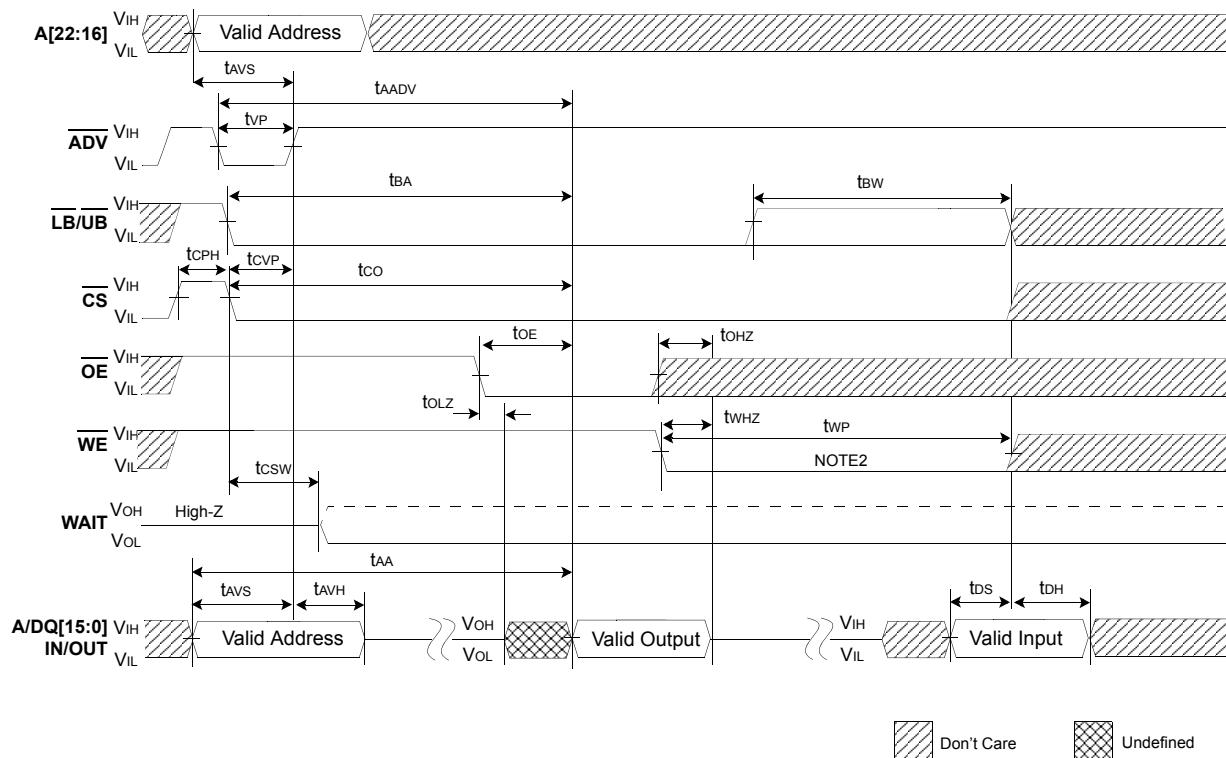 A[22:16] VIH
VIL
Valid Address
tAVS
tAADV
ADV VIH
VIL
tVP
tBA
tBW
LB/UB VIH
VIL
tCPH
tCVP
tCO
CS VIH
VIL
tOE
tOHZ
OE VIH
VIL
tOLZ
tWHZ
tWP
WE VIH
VIL
NOTE2
tCSW
WAIT VOH
VOL
High-Z
tAA
tAVS
tAVH
tDS
tDH
A/DQ[15:0] VIH
IN/OUT VIL
Valid Address
VOH
VOL
Valid Output
VIH
VIL
Valid Input
Don't Care
Undefined